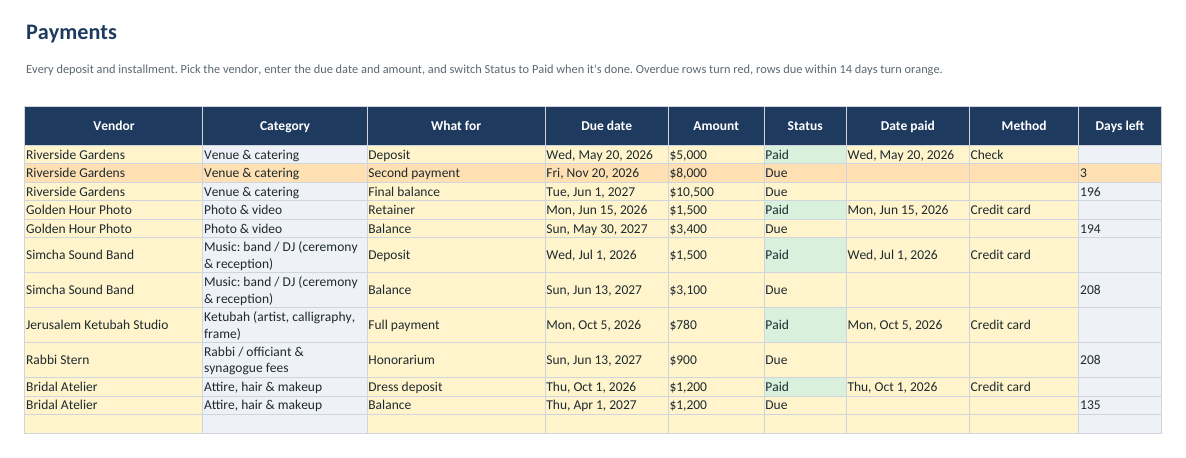 Payments
Every deposit and installment. Pick the vendor, enter the due date and amount, and switch Status to Paid when it's done. Overdue rows turn red, rows due within 14 days turn orange.
Vendor Category What for Due date Amount Status Date paid Method Days left
Riverside Gardens Venue & catering Deposit Wed, May 20, 2026 $5,000 Paid Wed, May 20, 2026 Check
Riverside Gardens Venue & catering Second payment Fri, Nov 20, 2026 $8,000 Due 3
Riverside Gardens Venue & catering Final balance Tue, Jun 1, 2027 $10,500 Due 196
Golden Hour Photo Photo & video Retainer Mon, Jun 15, 2026 $1,500 Paid Mon, Jun 15, 2026 Credit card
Golden Hour Photo Photo & video Balance Sun, May 30, 2027 $3,400 Due 194
Simcha Sound Band Music: band / DJ (ceremony & reception) Deposit Wed, Jul 1, 2026 $1,500 Paid Wed, Jul 1, 2026 Credit card
Simcha Sound Band Music: band / DJ (ceremony & reception) Balance Sun, Jun 13, 2027 $3,100 Due 208
Jerusalem Ketubah Studio Ketubah (artist, calligraphy, frame) Full payment Mon, Oct 5, 2026 $780 Paid Mon, Oct 5, 2026 Credit card
Rabbi Stern Rabbi / officiant & synagogue fees Honorarium Sun, Jun 13, 2027 $900 Due 208
Bridal Atelier Attire, hair & makeup Dress deposit Thu, Oct 1, 2026 $1,200 Paid Thu, Oct 1, 2026 Credit card
Bridal Atelier Attire, hair & makeup Balance Thu, Apr 1, 2027 $1,200 Due 135